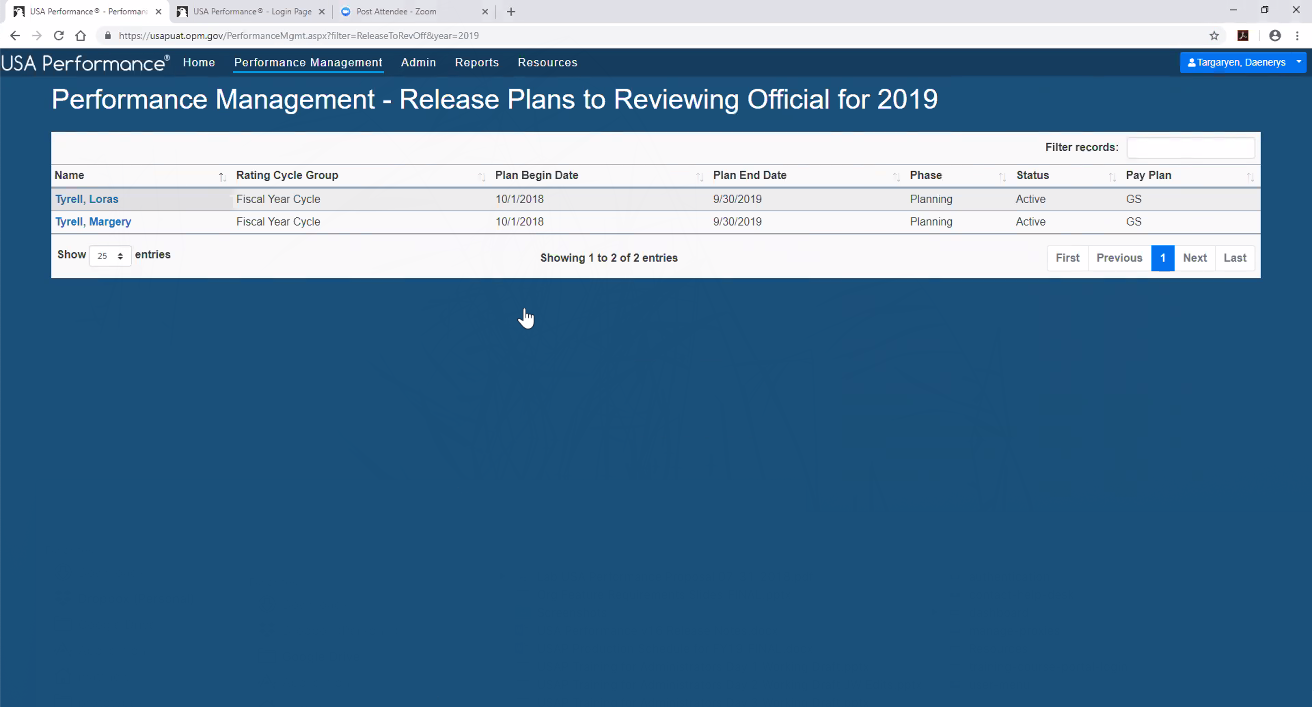 USA Performance® - Performan
USA Performance® - Login Page
Post Attendee - Zoom
https://usapuat.opm.gov/PerformanceMgmt.aspx?filter=ReleaseToRevOff&year=2019
USA Performance®
Home
Performance Management
Admin
Reports
Resources
Targaryen, Daenerys
Performance Management - Release Plans to Reviewing Official for 2019
Filter records:
Name Rating Cycle Group Plan Begin Date Plan End Date Phase Status Pay Plan
Tyrell, Loras Fiscal Year Cycle 10/1/2018 9/30/2019 Planning Active GS
Tyrell, Margery Fiscal Year Cycle 10/1/2018 9/30/2019 Planning Active GS
Show 25 entries
Showing 1 to 2 of 2 entries
First Previous 1 Next Last